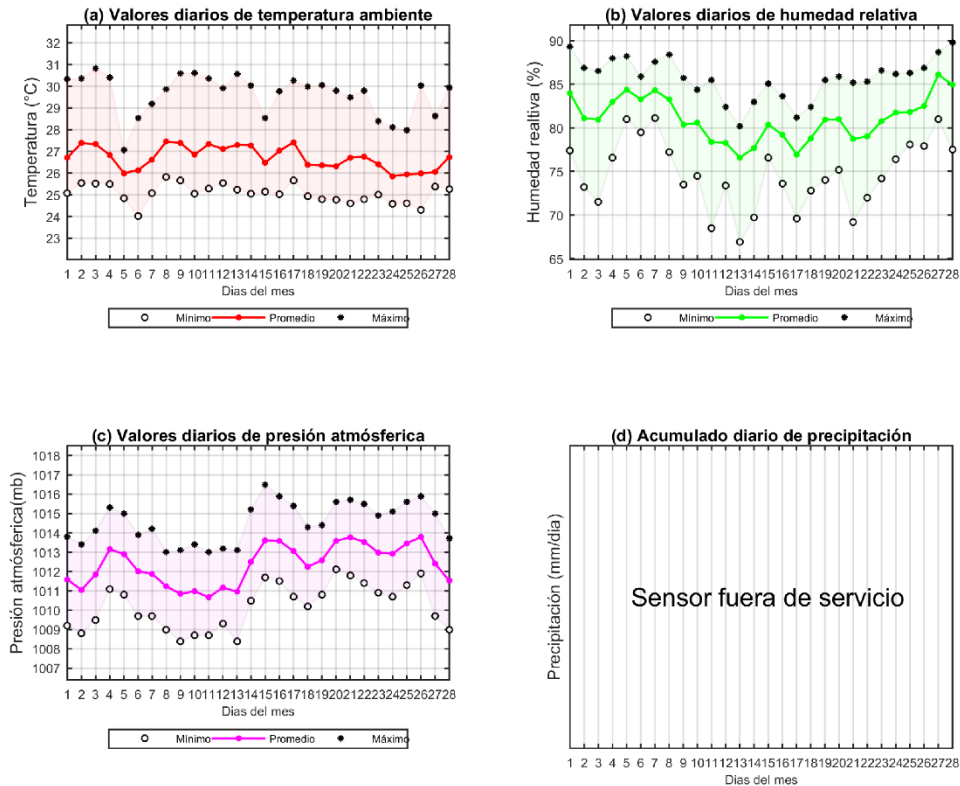 (a) Valores diarios de temperatura ambiente
Temperatura (°C)
32
31
30
29
28
27
26
25
24
23
1 2 3 4 5 6 7 8 9 10 11 12 13 14 15 16 17 18 19 20 21 22 23 24 25 26 27 28
Dias del mes
Mínimo Promedio Máximo
(b) Valores diarios de humedad relativa
Humedad realtiva (%)
90
85
80
75
70
65
1 2 3 4 5 6 7 8 9 10 11 12 13 14 15 16 17 18 19 20 21 22 23 24 25 26 27 28
Dias del mes
Mínimo Promedio Máximo
(c) Valores diarios de presión atmósferica
Presión atmósferica(mb)
1018
1017
1016
1015
1014
1013
1012
1011
1010
1009
1008
1007
1 2 3 4 5 6 7 8 9 10 11 12 13 14 15 16 17 18 19 20 21 22 23 24 25 26 27 28
Dias del mes
Mínimo Promedio Máximo
(d) Acumulado diario de precipitación
Precipitación (mm/dia)
Sensor fuera de servicio
1 2 3 4 5 6 7 8 9 10 11 12 13 14 15 16 17 18 19 20 21 22 23 24 25 26 27 28
Dias del mes